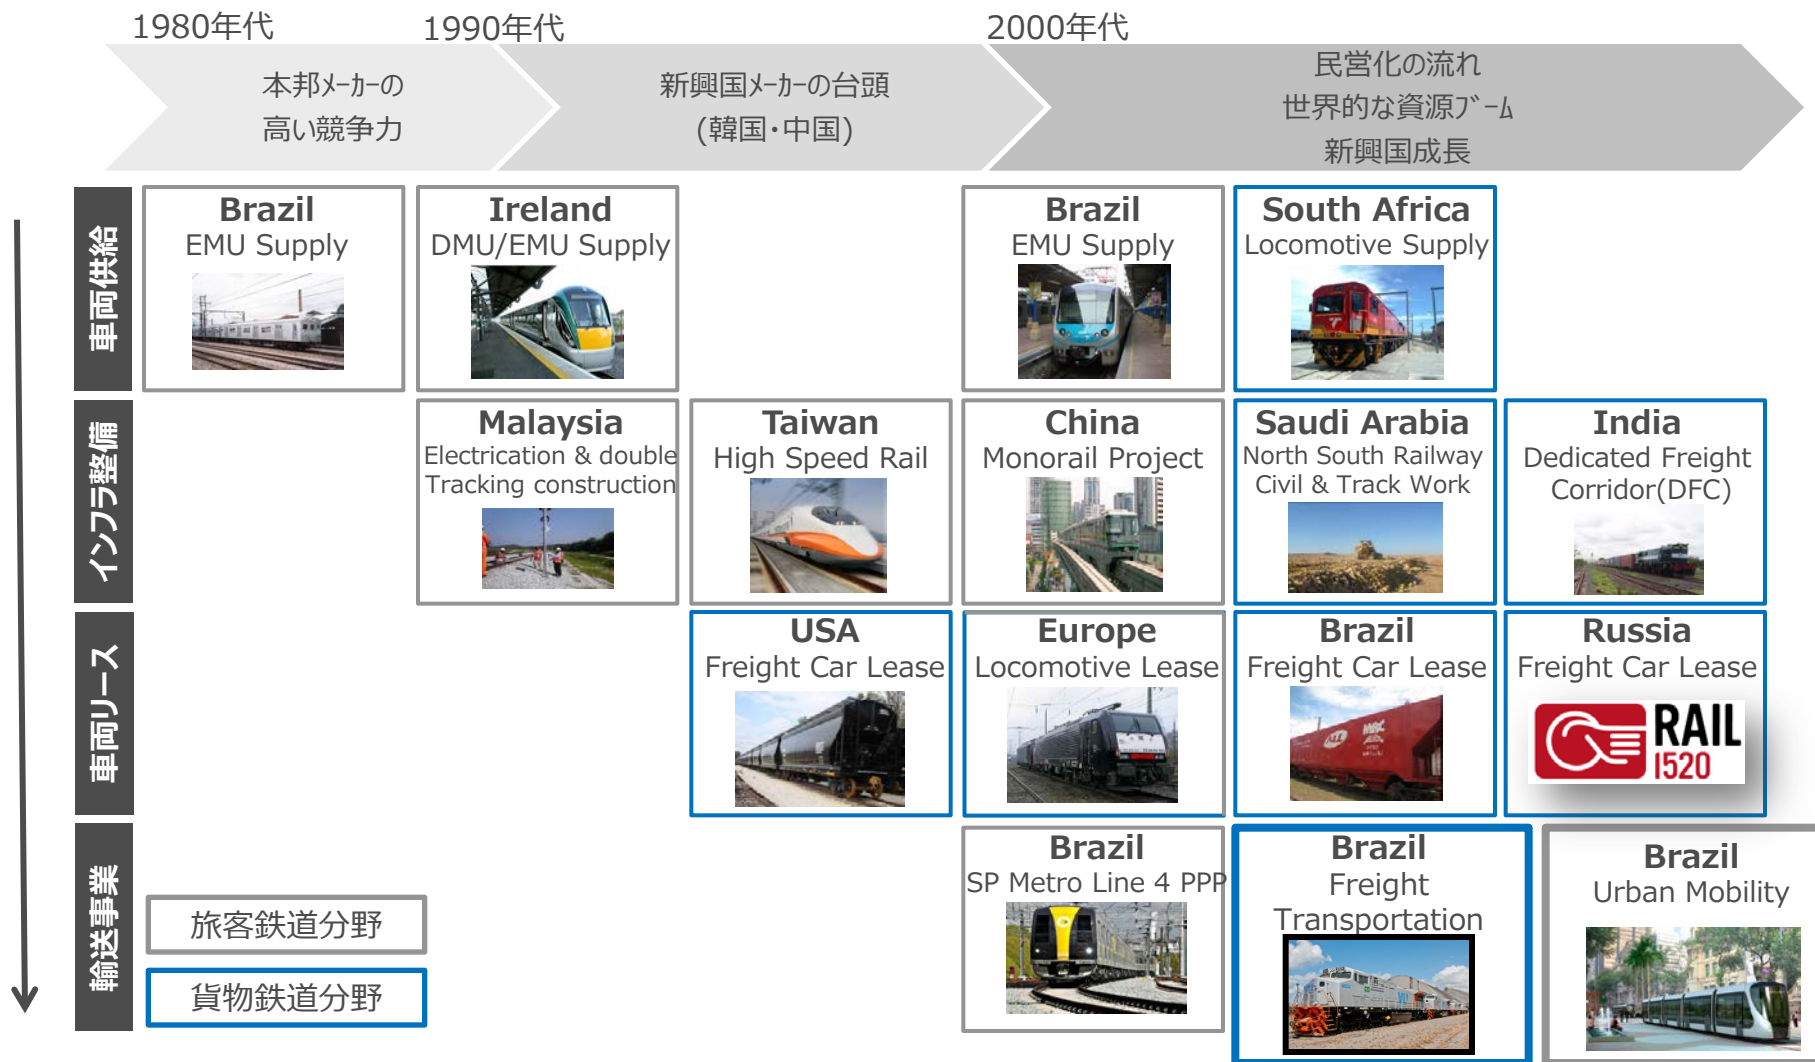 1980年代
1990年代
2000年代
本邦ﾒｰｶｰの
高い競争力
新興国ﾒｰｶｰの台頭
(韓国・中国)
民営化の流れ
世界的な資源ﾌﾞｰﾑ
新興国成長
車両供給
Brazil
EMU Supply
Ireland
DMU/EMU Supply
Brazil
EMU Supply
South Africa
Locomotive Supply
インフラ整備
Malaysia
Electrication & double
Tracking construction
Taiwan
High Speed Rail
China
Monorail Project
Saudi Arabia
North South Railway
Civil & Track Work
India
Dedicated Freight
Corridor(DFC)
車両リース
USA
Freight Car Lease
Europe
Locomotive Lease
Brazil
Freight Car Lease
Russia
Freight Car Lease
RAIL
1520
輸送事業
Brazil
SP Metro Line 4 PPP
Brazil
Freight
Transportation
Brazil
Urban Mobility
旅客鉄道分野
貨物鉄道分野